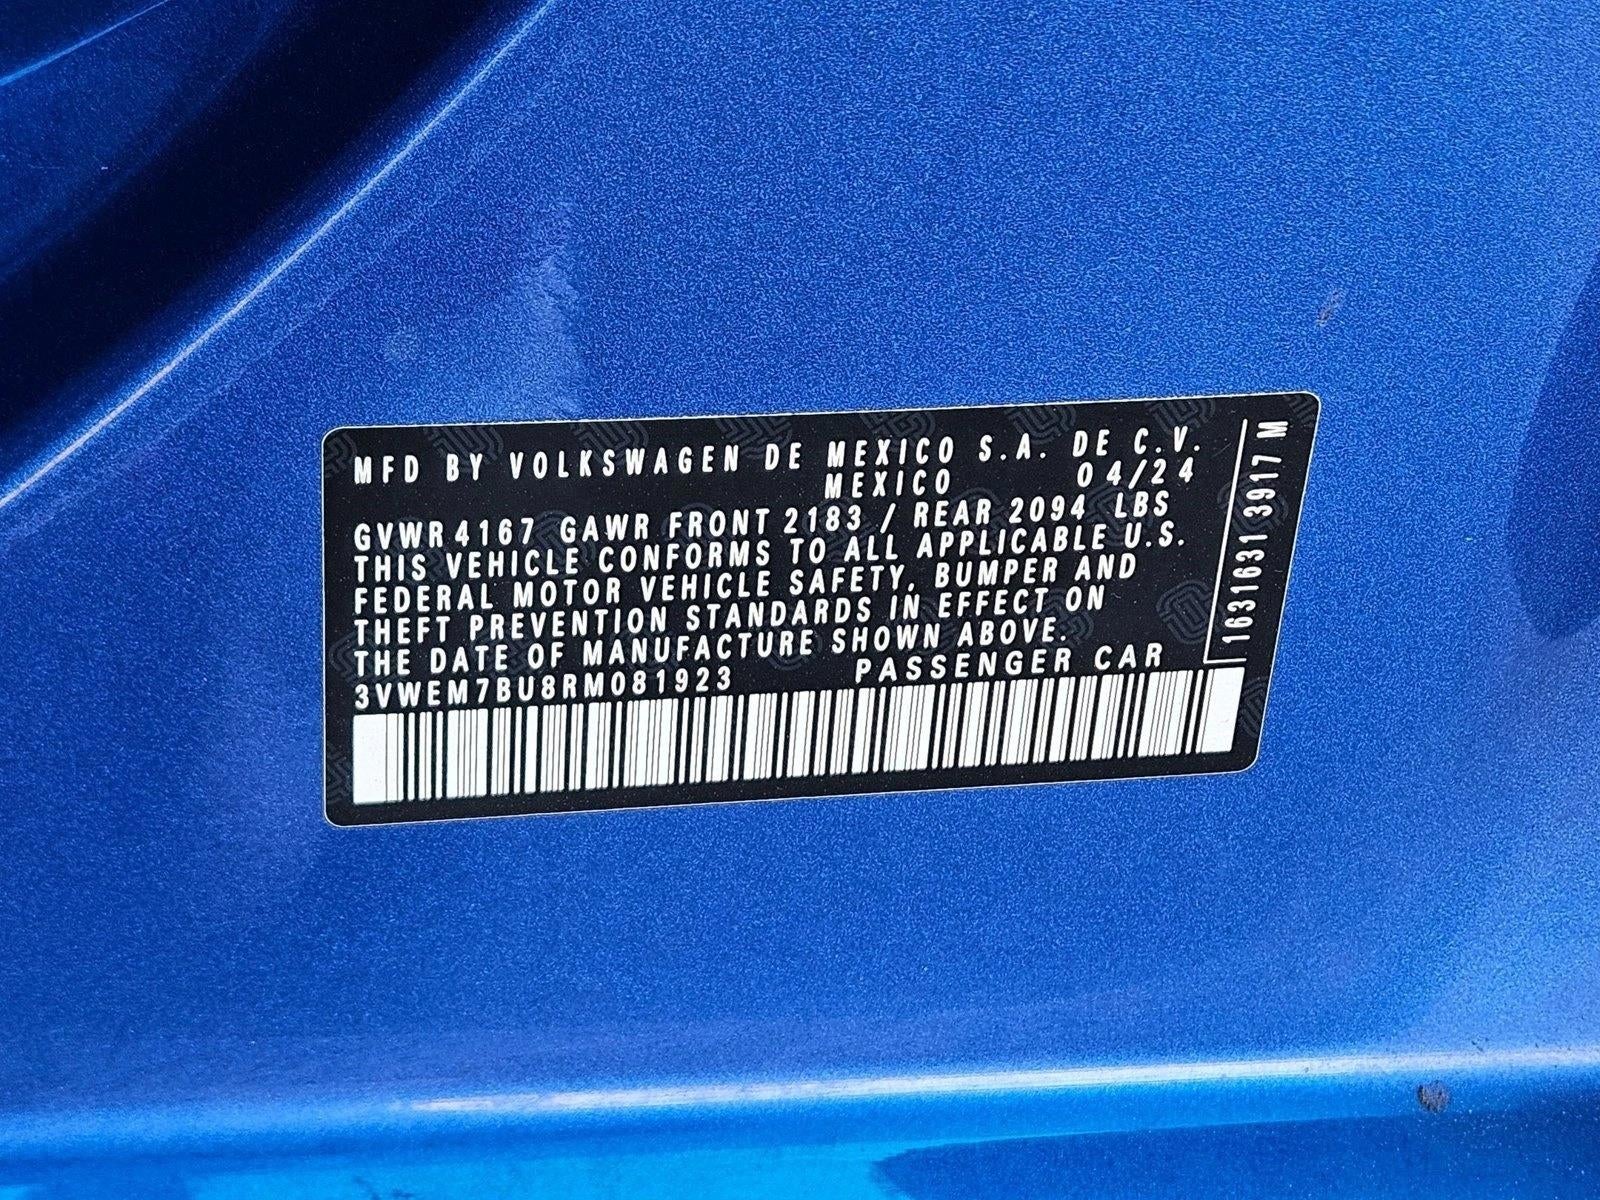 MFD BY VOLKSWAGEN DE MEXICO S.A. DE C.V.
MEXICO 04/24
GVWR 4167 GAWR FRONT 2183 / REAR 2094 LBS
THIS VEHICLE CONFORMS TO ALL APPLICABLE U.S.
FEDERAL MOTOR VEHICLE SAFETY, BUMPER AND
THEFT PREVENTION STANDARDS IN EFFECT ON
THE DATE OF MANUFACTURE SHOWN ABOVE.
3VWEM7BU8RM081923 PASSENGER CAR
1631631 3917 M